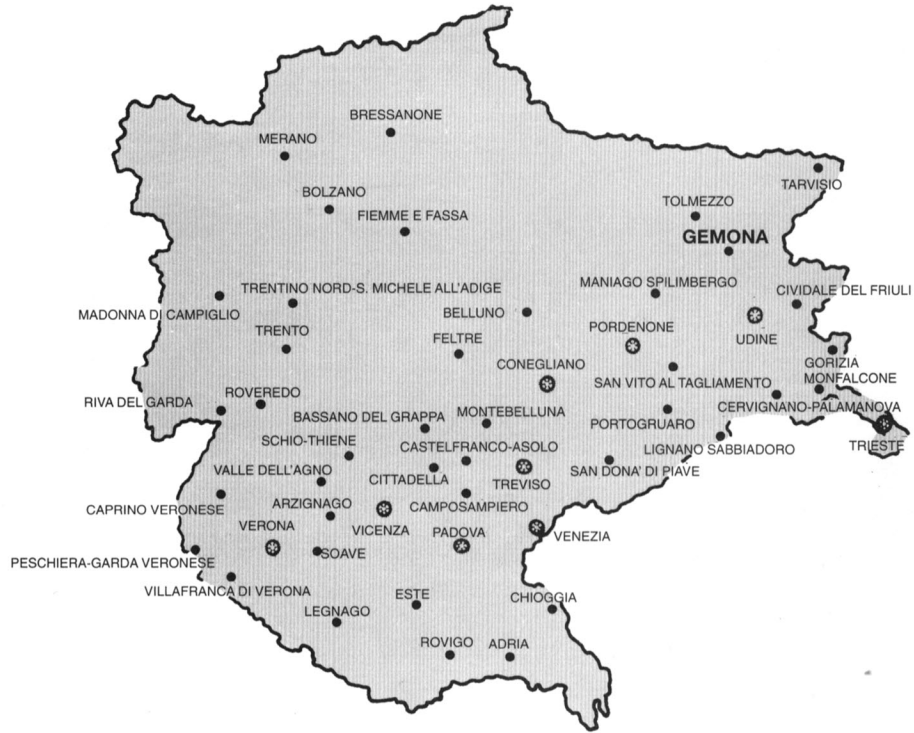 BRESSANONE
MERANO
TARVISIO
BOLZANO
TOLMEZZO
FIEMME E FASSA
GEMONA
MANIAGO SPILIMBERGO
TRENTINO NORD-S. MICHELE ALL'ADIGE
CIVIDALE DEL FRIULI
MADONNA DI CAMPIGLIO
BELLUNO
TRENTO
PORDENONE
UDINE
FELTRE
CONEGLIANO
GORIZIA
SAN VITO AL TAGLIAMENTO
MONFALCONE
RIVA DEL GARDA
ROVEREDO
CERVIGNANO-PALAMANOVA
BASSANO DEL GRAPPA
MONTEBELLUNA
PORTOGRUARO
SCHIO-THIENE
CASTELFRANCO-ASOLO
LIGNANO SABBIADORO
TRIESTE
VALLE DELL'AGNO
CITTADELLA
TREVISO
SAN DONA' DI PIAVE
CAPRINO VERONESE
ARZIGNAGO
CAMPOSAMPIERO
VERONA
VICENZA
PADOVA
VENEZIA
SOAVE
PESCHIERA-GARDA VERONESE
VILLAFRANCA DI VERONA
ESTE
CHIOGGIA
LEGNAGO
ROVIGO
ADRIA